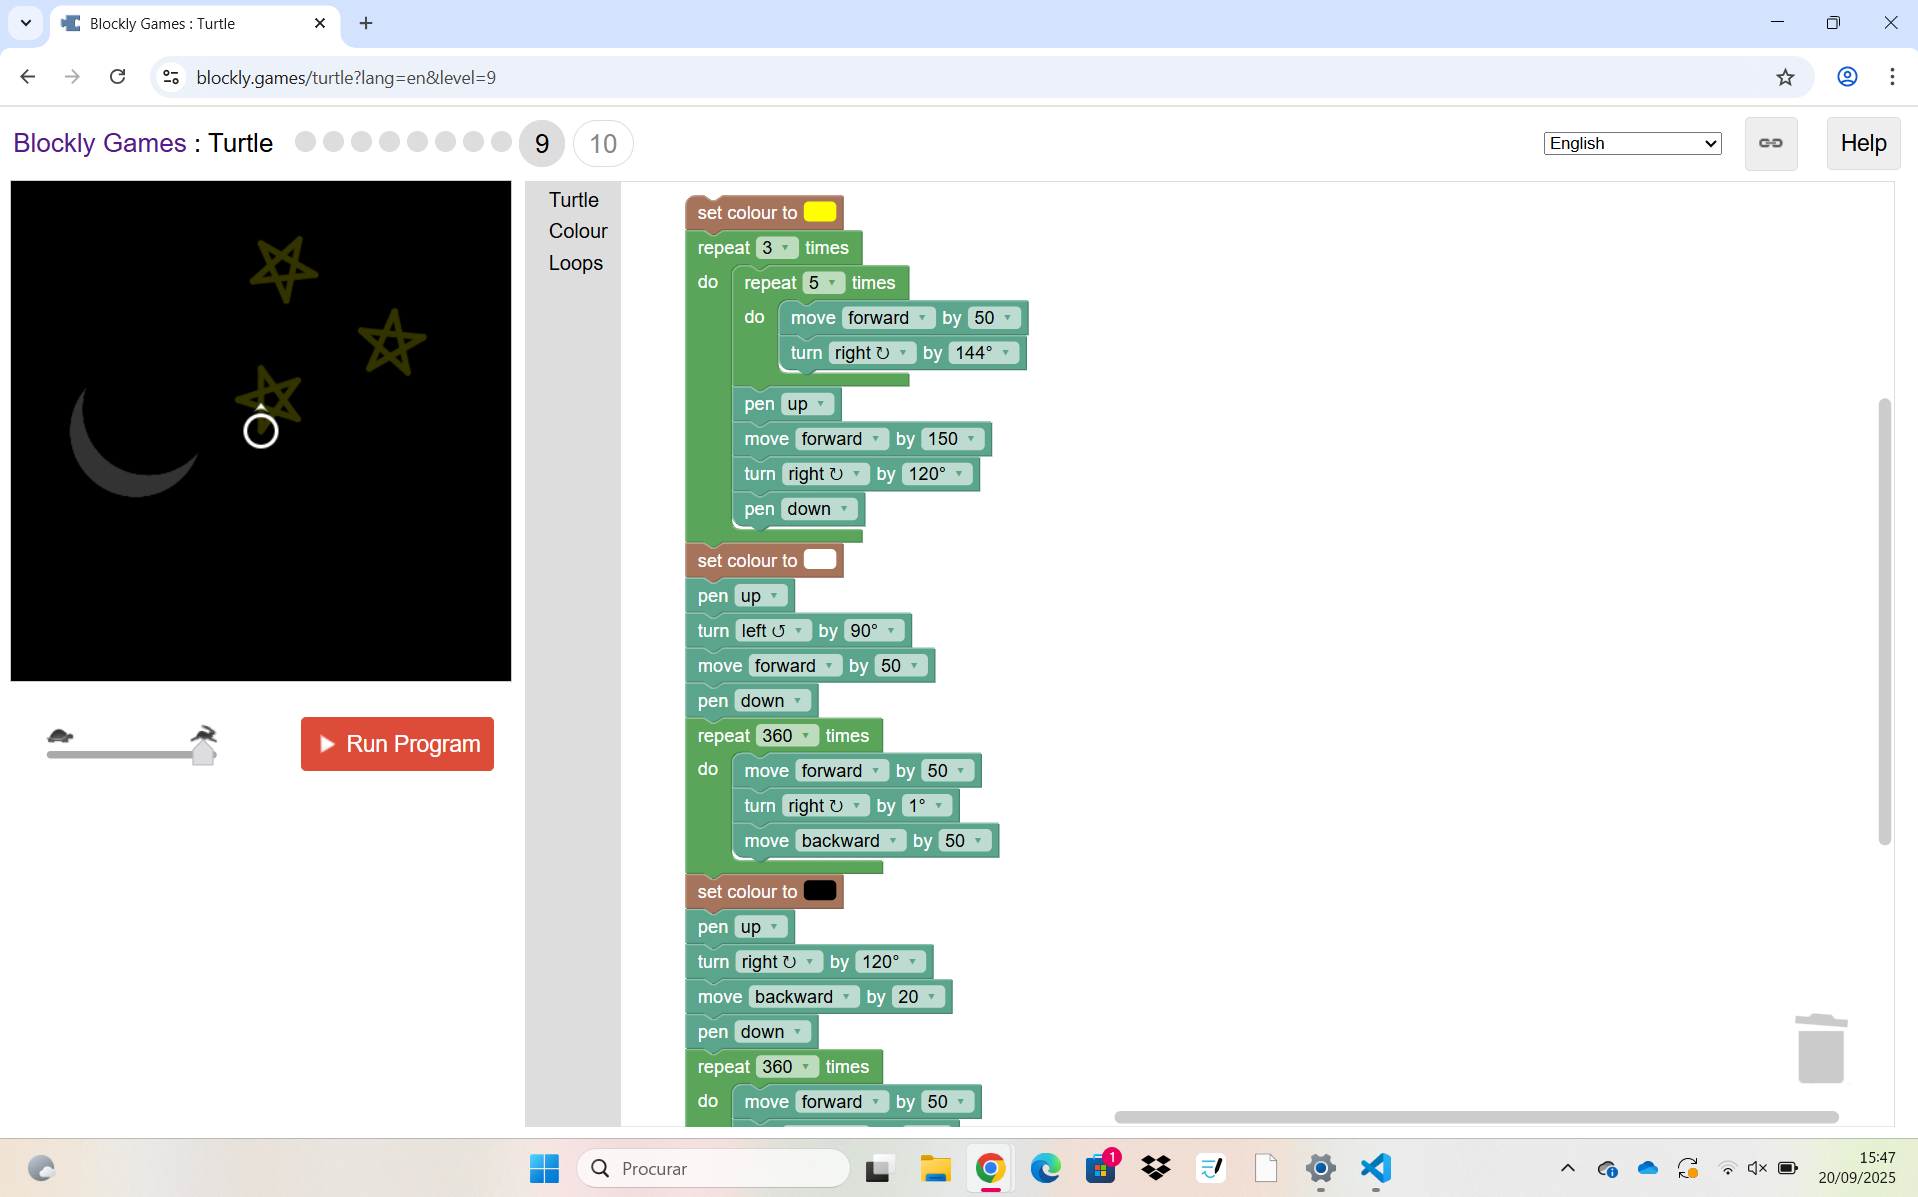 Blockly Games : Turtle
blockly.games/turtle?lang=en&level=9
Blockly Games : Turtle
9
10
English
Help
Turtle
Colour
Loops
set colour to
repeat 3 times
do repeat 5 times
do move forward by 50
turn right ↻ by 144°
pen up
move forward by 150
turn right ↻ by 120°
pen down
set colour to
pen up
turn left ↺ by 90°
move forward by 50
pen down
repeat 360 times
do move forward by 50
turn right ↻ by 1°
move backward by 50
set colour to
pen up
turn right ↻ by 120°
move backward by 20
pen down
repeat 360 times
do move forward by 50
Run Program
Procurar
1
15:47
20/09/2025